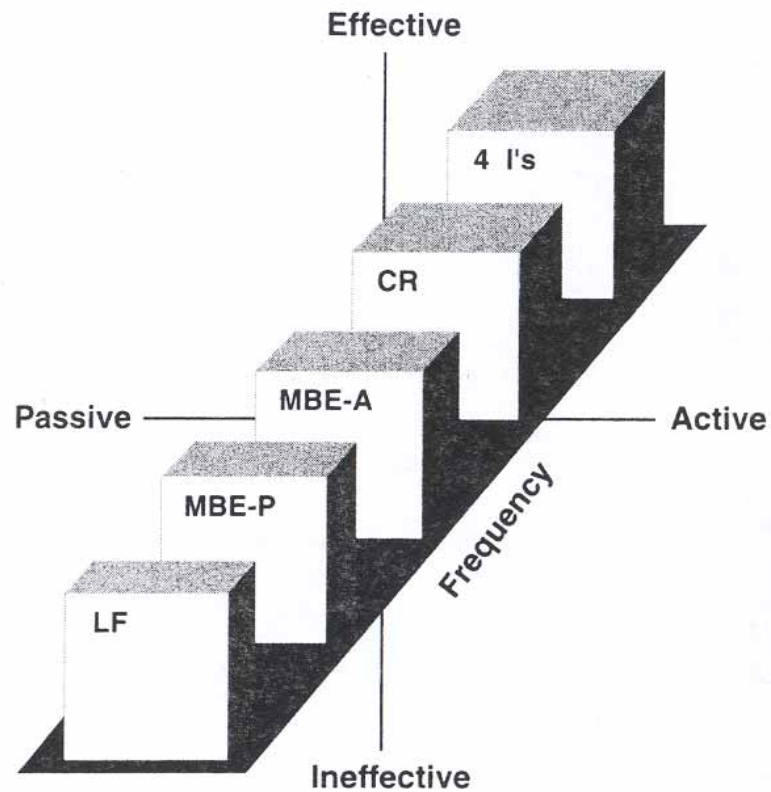 Effective
4 I's
CR
MBE-A
Passive
Active
MBE-P
Frequency
LF
Ineffective